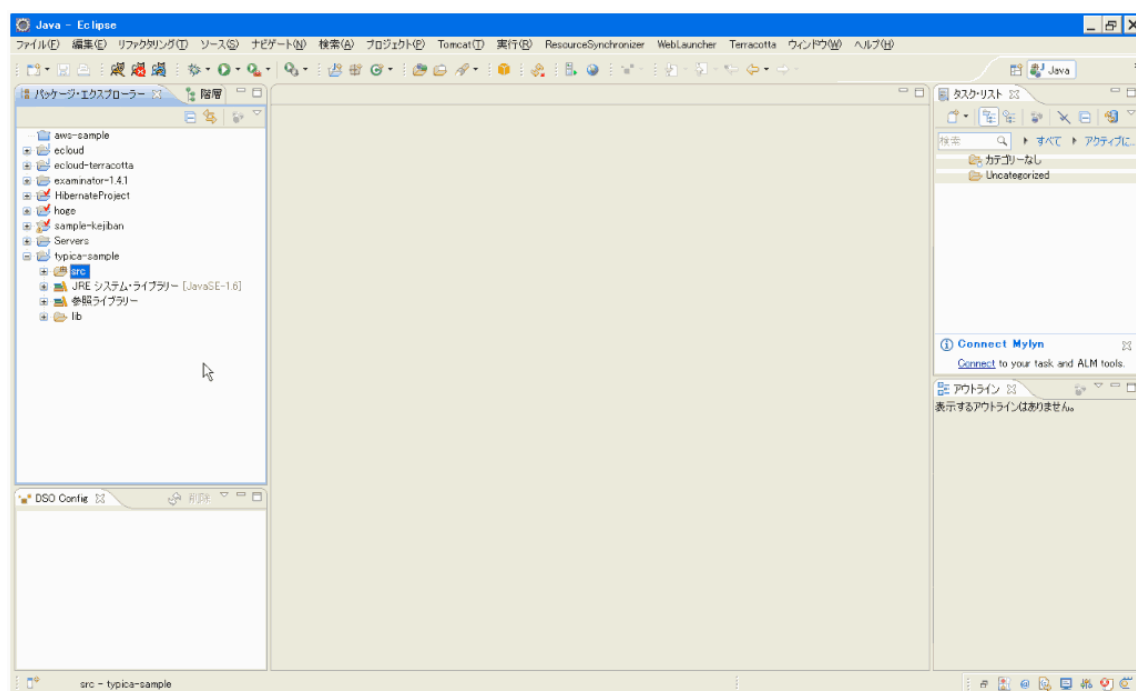 Java - Eclipse
ファイル(F) 編集(E) リファクタリング(T) ソース(S) ナビゲート(N) 検索(A) プロジェクト(P) Tomcat(T) 実行(R) ResourceSynchronizer WebLauncher Terracotta ウィンドウ(W) ヘルプ(H)
Java
パッケージ・エクスプローラー 階層
タスク・リスト
aws-sample
ecloud
ecloud-terracotta
examinator-1.4.1
HibernateProject
hoge
sample-kejiban
Servers
typica-sample
src
JRE システム・ライブラリー [JavaSE-1.6]
参照ライブラリー
lib
検索 すべて アクティブに...
カテゴリーなし
Uncategorized
Connect Mylyn
Connect to your task and ALM tools.
アウトライン
表示するアウトラインはありません。
DSO Config 削除
src - typica-sample